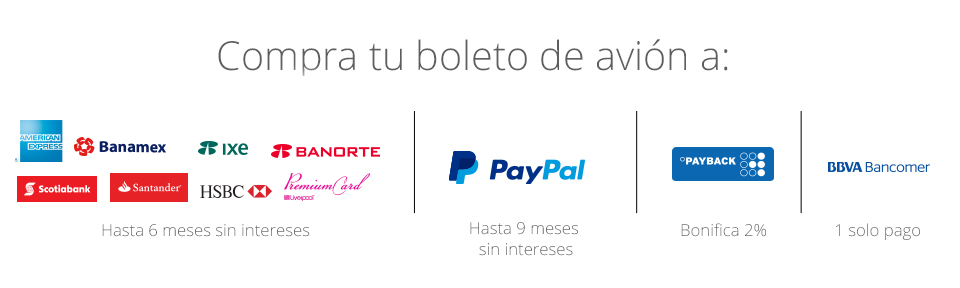 Compra tu boleto de avión a:
AMERICAN EXPRESS
Banamex
IXE
BANORTE
Scotiabank
Santander
HSBC
PremiumCard
Liverpool
Hasta 6 meses sin intereses
PayPal
Hasta 9 meses
sin intereses
PAYBACK
Bonifica 2%
BBVA Bancomer
1 solo pago